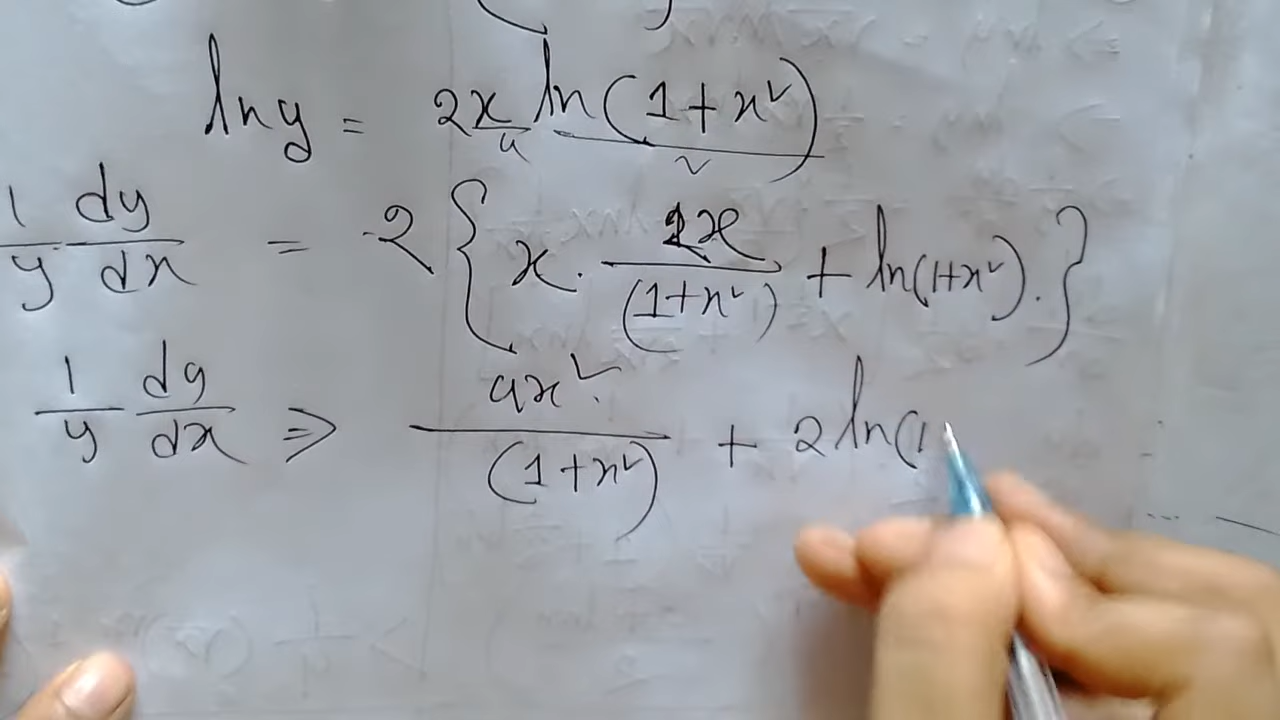 ln y = 2x ln(1+x²)
u v
1/y dy/dx = 2{x · 2x/(1+x²) + ln(1+x²).}
1/y dy/dx ⇒ 4x²/(1+x²) + 2 ln(1